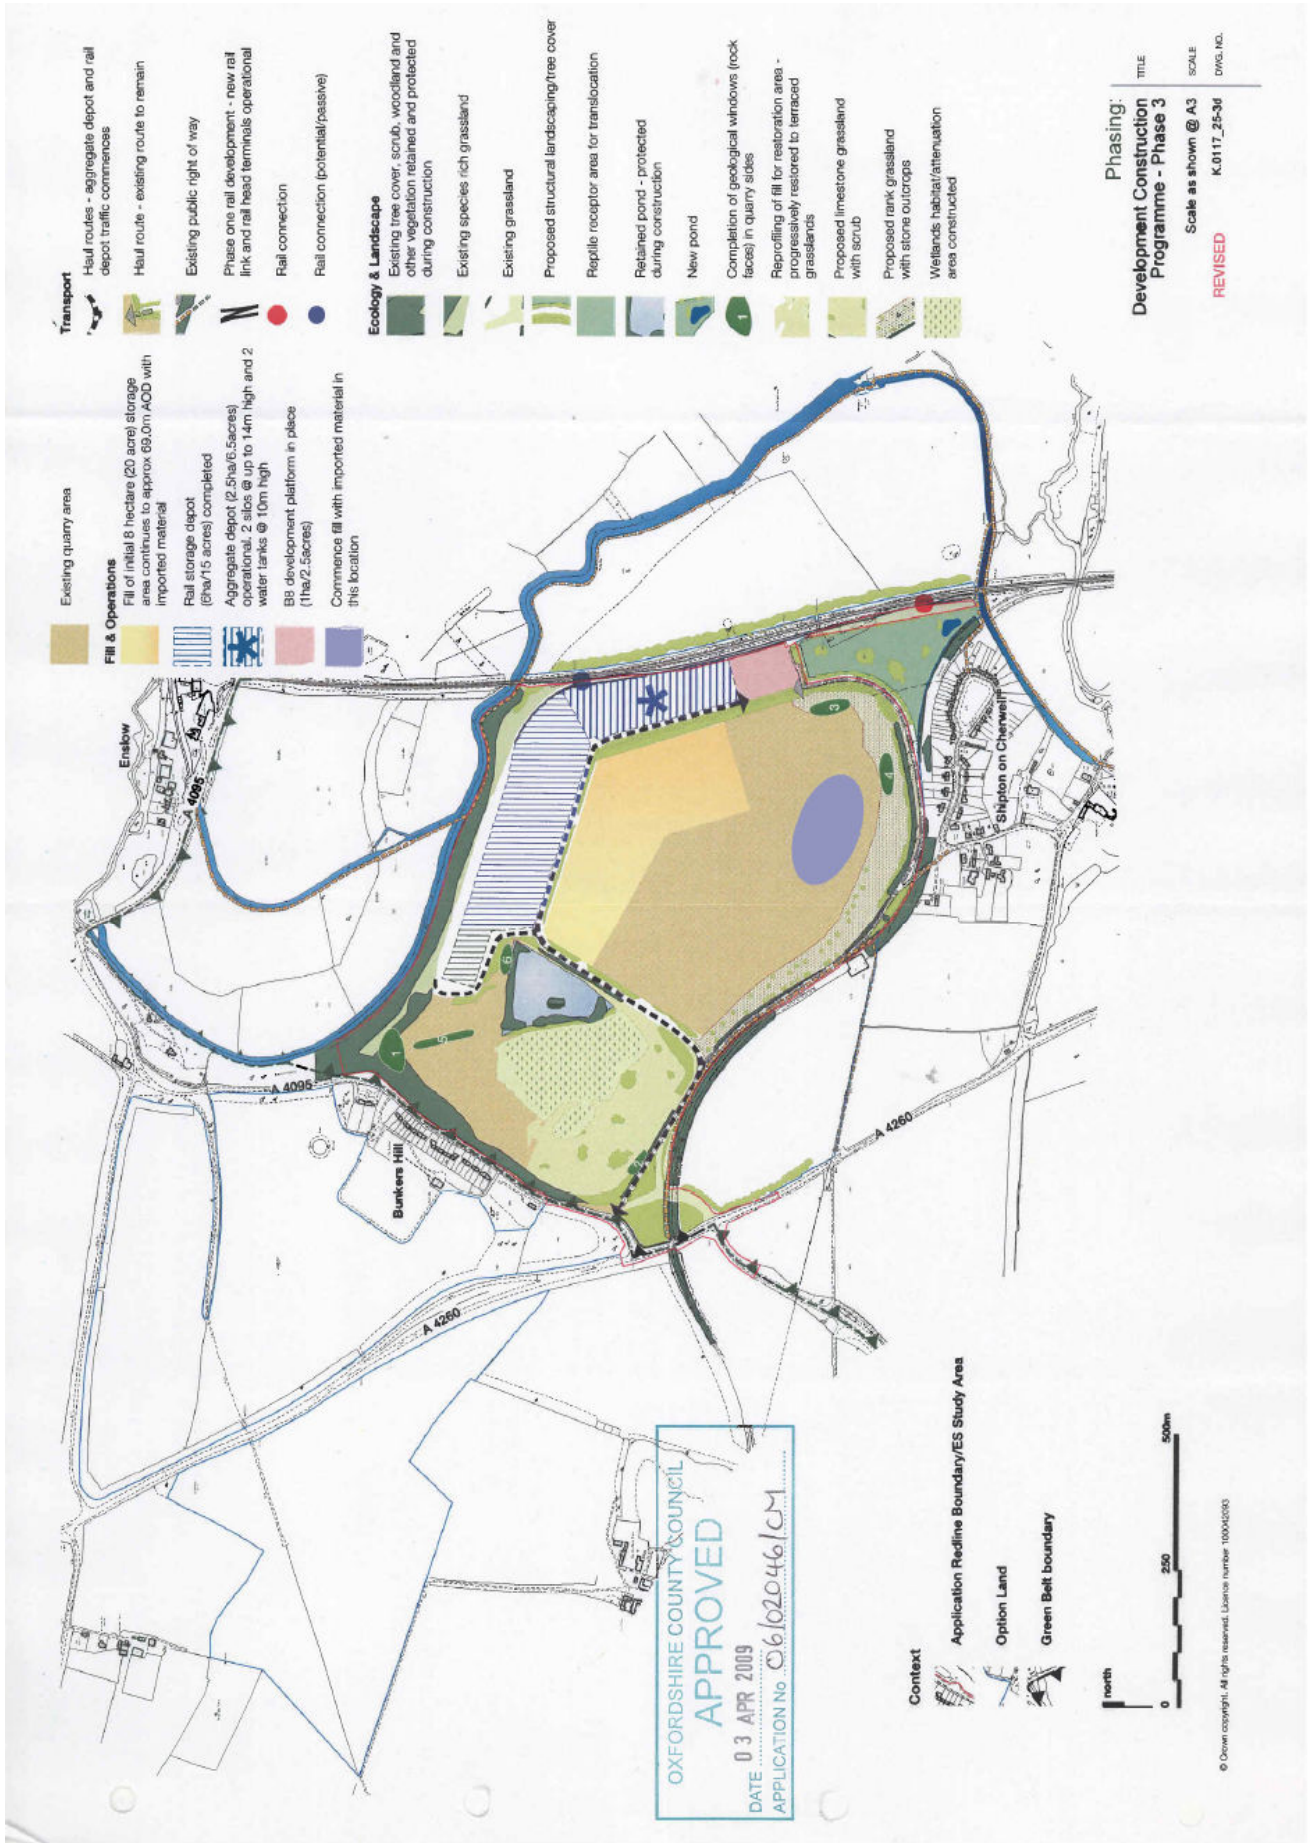 Existing quarry area
Fill & Operations
Fill of initial 8 hectare (20 acre) storage
area continues to approx 69.0m AOD with
imported material
Rail storage depot
(6ha/15 acres) completed
Aggregate depot (2.5ha/6.5acres)
operational. 2 silos @ up to 14m high and 2
water tanks @ 10m high
B8 development platform in place
(1ha/2.5acres)
Commence fill with imported material in
this location
Transport
Haul routes - aggregate depot and rail
depot traffic commences
Haul route - existing route to remain
Existing public right of way
Phase one rail development - new rail
link and rail head terminals operational
Rail connection
Rail connection (potential/passive)
Ecology & Landscape
Existing tree cover, scrub, woodland and
other vegetation retained and protected
during construction
Existing species rich grassland
Existing grassland
Proposed structural landscaping/tree cover
Reptile receptor area for translocation
Retained pond - protected
during construction
New pond
1
Completion of geological windows (rock
faces) in quarry sides
Reprofiling of fill for restoration area -
progressively restored to terraced
grasslands
Proposed limestone grassland
with scrub
Proposed rank grassland
with stone outcrops
Wetlands habitat/attenuation
area constructed
Enslow
A 4095
A 4095
Bunkers Hill
A 4260
A 4260
Shipton on Cherwell
1
5
6
2
3
4
OXFORDSHIRE COUNTY COUNCIL
APPROVED
DATE 03 APR 2009
APPLICATION No 06/02046/CM
Context
Application Redline Boundary/ES Study Area
Option Land
Green Belt boundary
north
0 250 500m
© Crown copyright. All rights reserved. Licence number 100042093
Phasing:
Development Construction
Programme - Phase 3
TITLE
Scale as shown @ A3
SCALE
REVISED
K.0117_25-3d
DWG. NO.